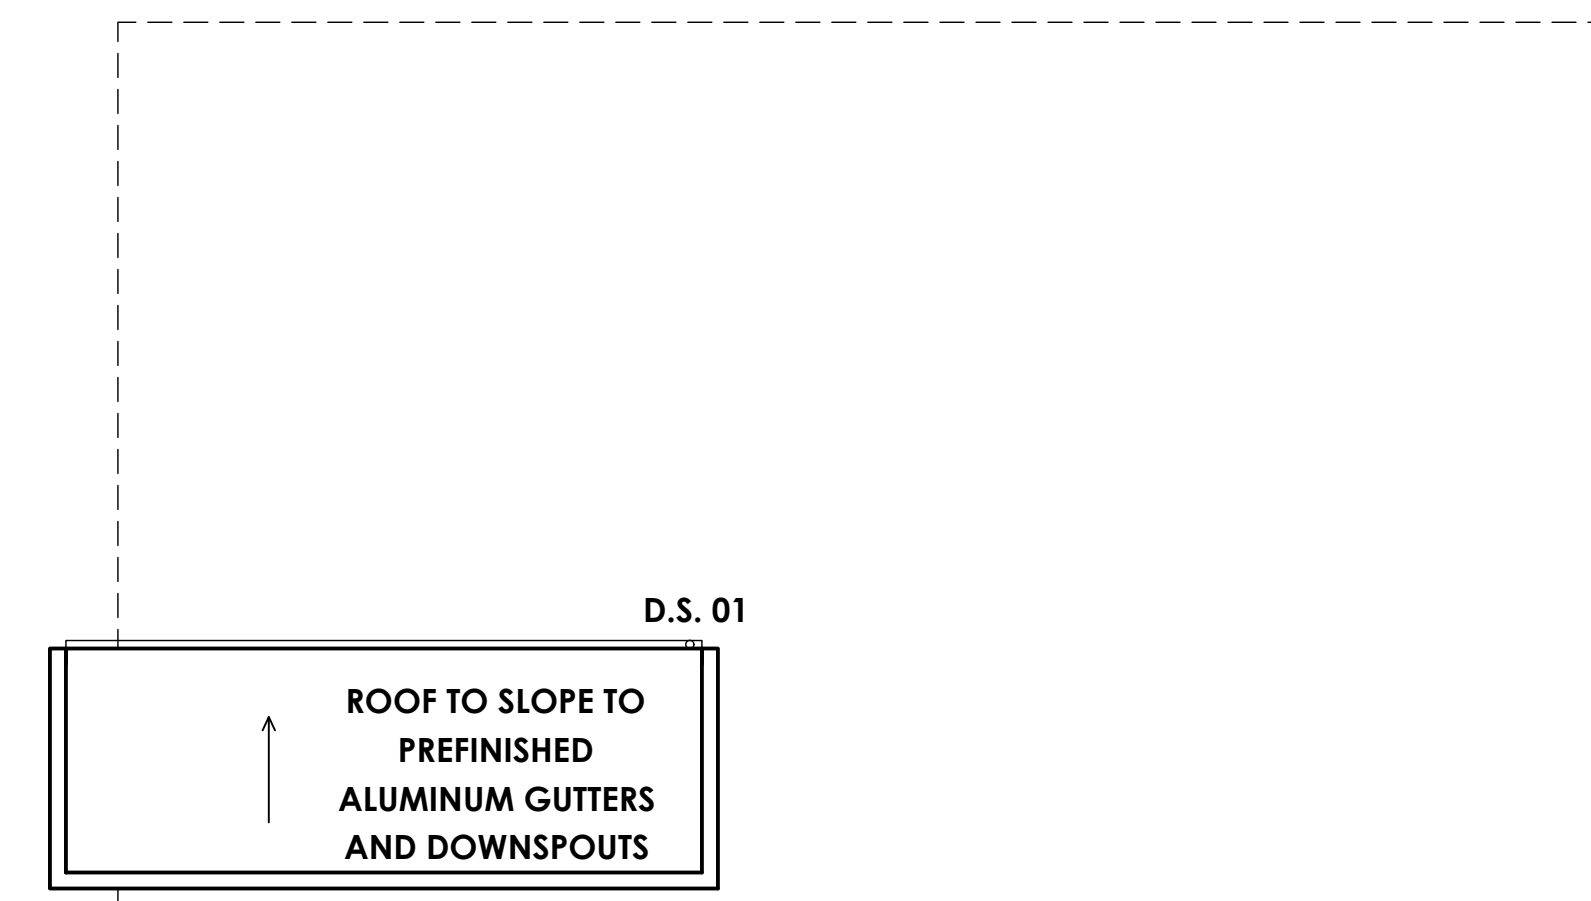 D.S. 01
ROOF TO SLOPE TO
PREFINISHED
ALUMINUM GUTTERS
AND DOWNSPOUTS